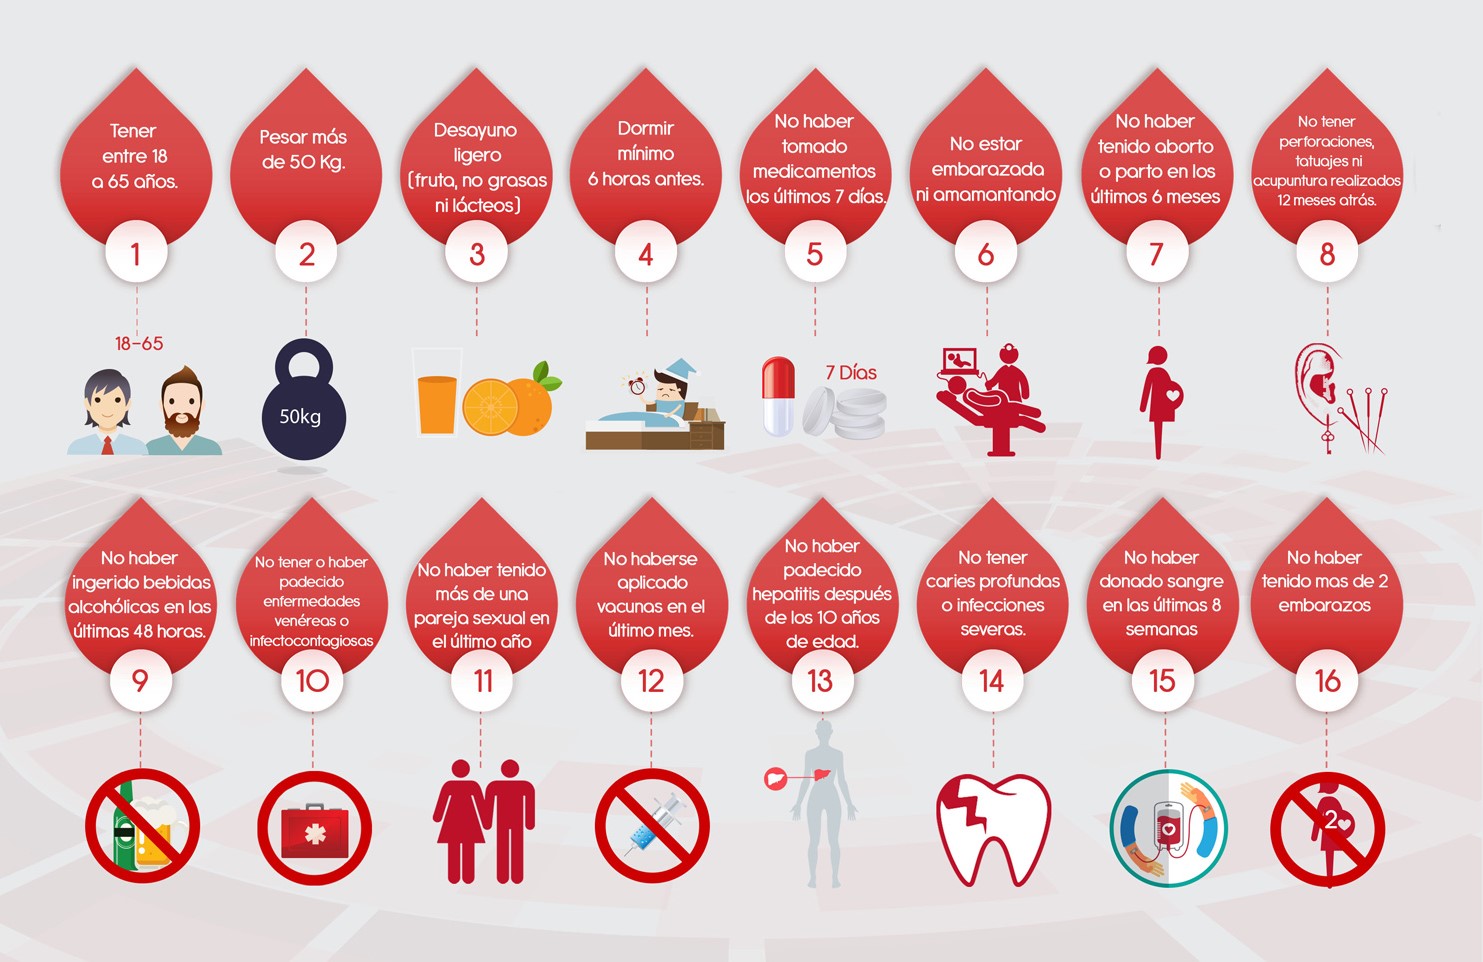 Tener
entre 18
a 65 años.
1
18-65
Pesar más
de 50 Kg.
2
50kg
Desayuno
ligero
(fruta, no grasas
ni lácteos)
3
Dormir
mínimo
6 horas antes.
4
No haber
tomado
medicamentos
los últimos 7 días.
5
7 Días
No estar
embarazada
ni amamantando
6
No haber
tenido aborto
o parto en los
últimos 6 meses
7
No tener
perforaciones,
tatuajes ni
acupuntura realizados
12 meses atrás.
8
No haber
ingerido bebidas
alcohólicas en las
últimas 48 horas.
9
No tener o haber
padecido
enfermedades
venéreas o
infectocontagiosas
10
No haber tenido
más de una
pareja sexual en
el último año
11
No haberse
aplicado
vacunas en el
último mes.
12
No haber
padecido
hepatitis después
de los 10 años
de edad.
13
No tener
caries profundas
o infecciones
severas.
14
No haber
donado sangre
en las últimas 8
semanas
15
No haber
tenido mas de 2
embarazos
16
2